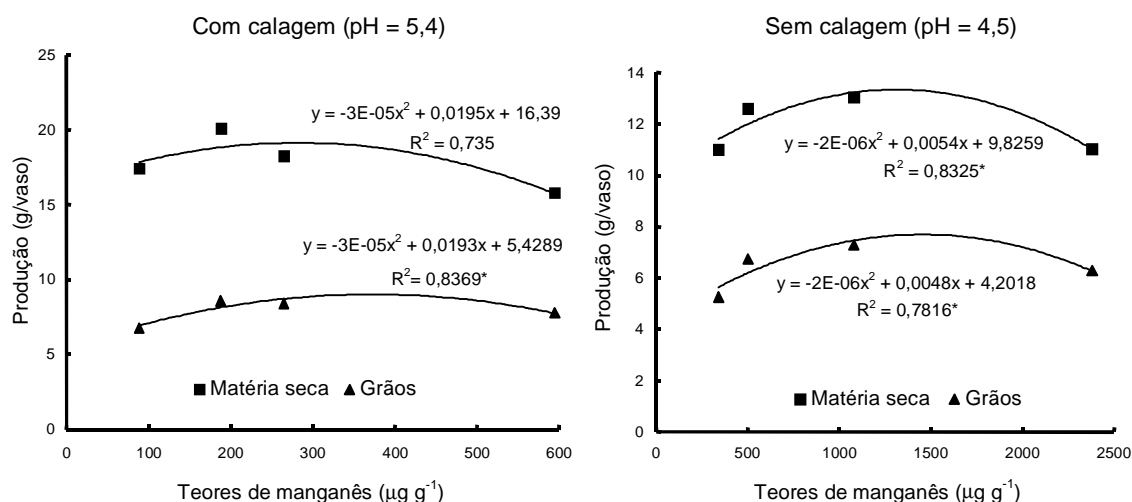 Com calagem (pH = 5,4)
25
20
15
10
5
0
Produção (g/vaso)
y = -3E-05x² + 0,0195x + 16,39
R² = 0,735
y = -3E-05x² + 0,0193x + 5,4289
R² = 0,8369*
■ Matéria seca ▲ Grãos
0 100 200 300 400 500 600
Teores de manganês (µg g⁻¹)
Sem calagem (pH = 4,5)
14
12
10
8
6
4
2
0
Produção (g/vaso)
y = -2E-06x² + 0,0054x + 9,8259
R² = 0,8325*
y = -2E-06x² + 0,0048x + 4,2018
R² = 0,7816*
■ Matéria seca ▲ Grãos
0 500 1000 1500 2000 2500
Teores de manganês (µg g⁻¹)